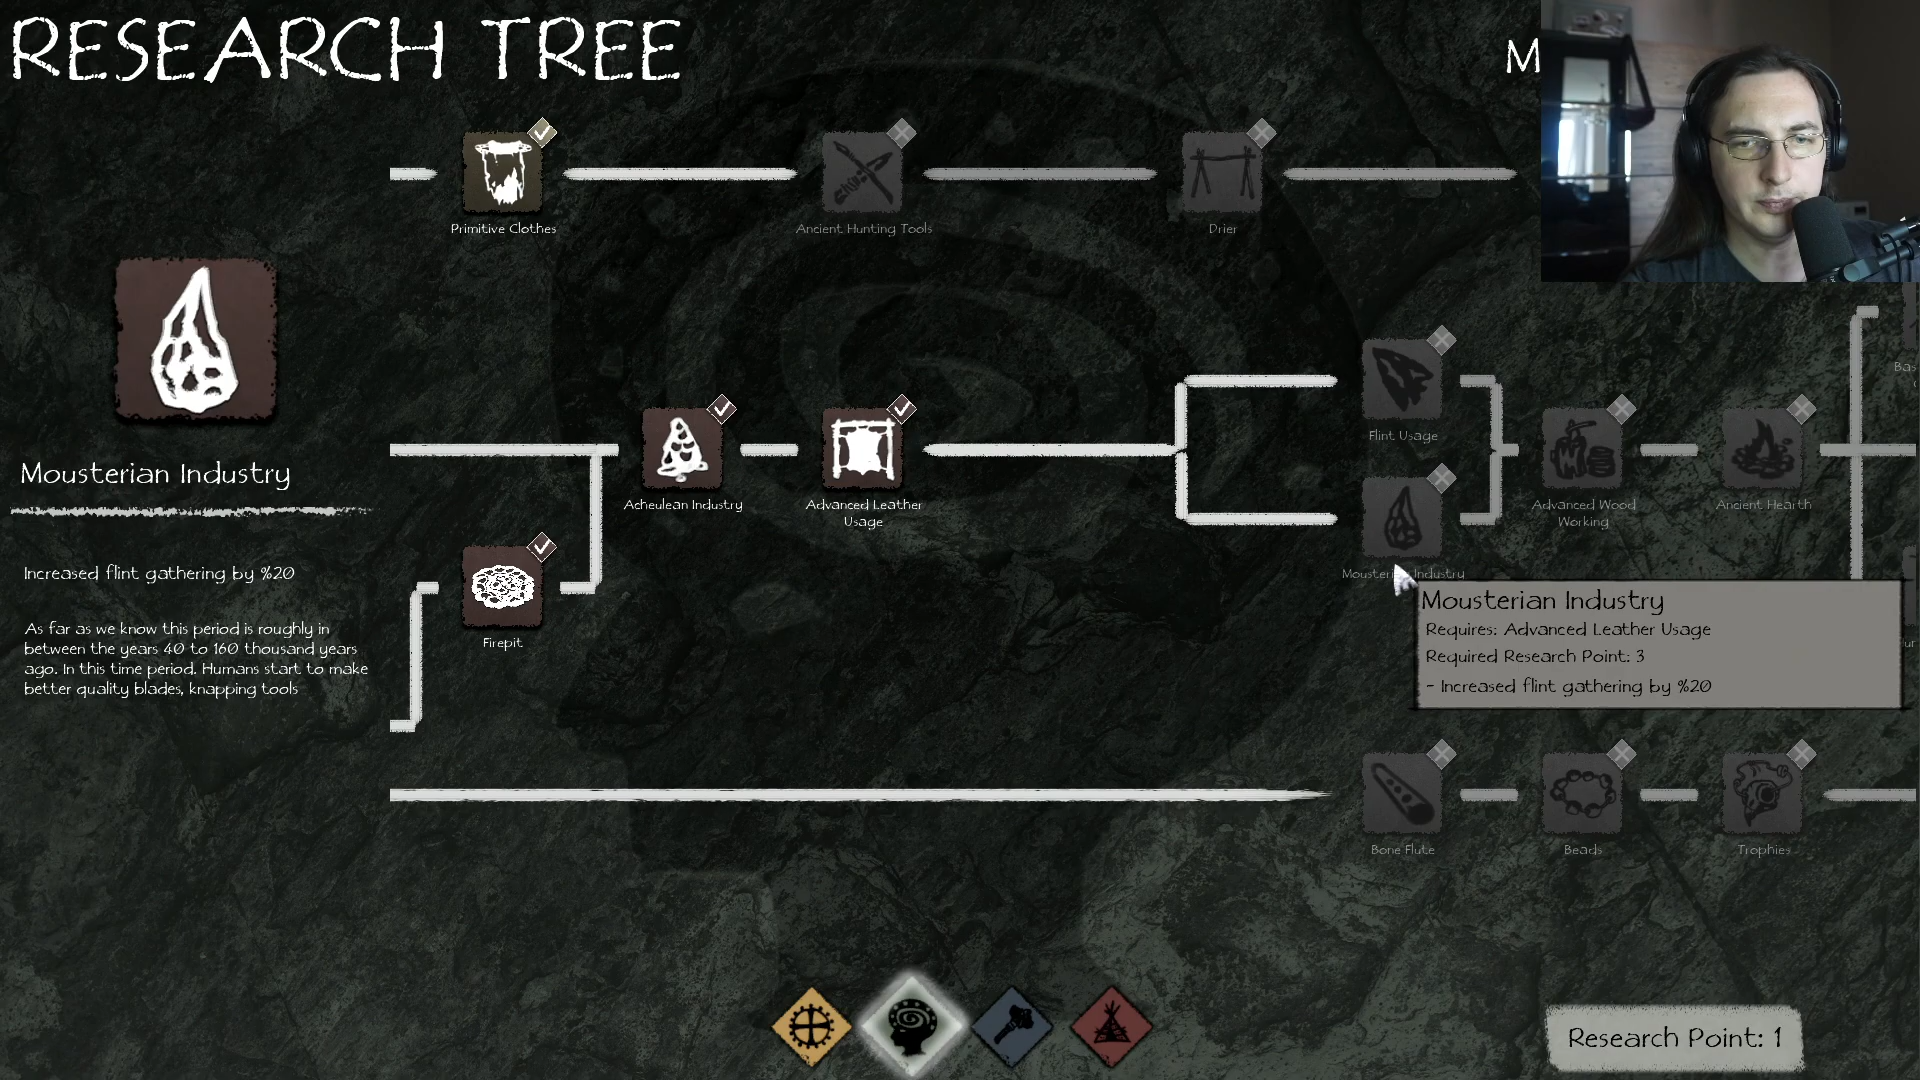 RESEARCH TREE
M
Primitive Clothes
Ancient Hunting Tools
Drier
Mousterian Industry
Increased flint gathering by %20
As far as we know this period is roughly in
between the years 40 to 160 thousand years
ago. In this time period. Humans start to make
better quality blades, knapping tools
Flint Usage
Acheulean Industry
Advanced Leather
Usage
Advanced Wood
Working
Ancient Hearth
Bas
Firepit
Industry
Mousterian Industry
Requires: Advanced Leather Usage
Required Research Point: 3
- Increased flint gathering by %20
Bone Flute
Beads
Trophies
Research Point: 1